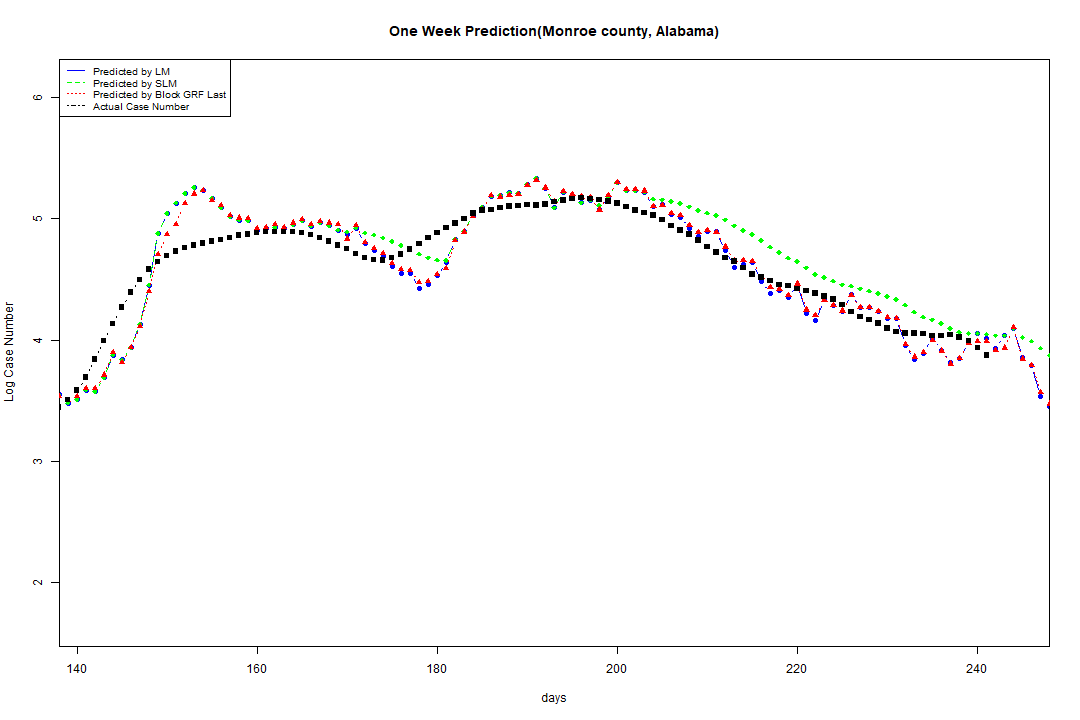 One Week Prediction(Monroe county, Alabama)
Predicted by LM
Predicted by SLM
Predicted by Block GRF Last
Actual Case Number
6
5
4
3
2
Log Case Number
140 160 180 200 220 240
days